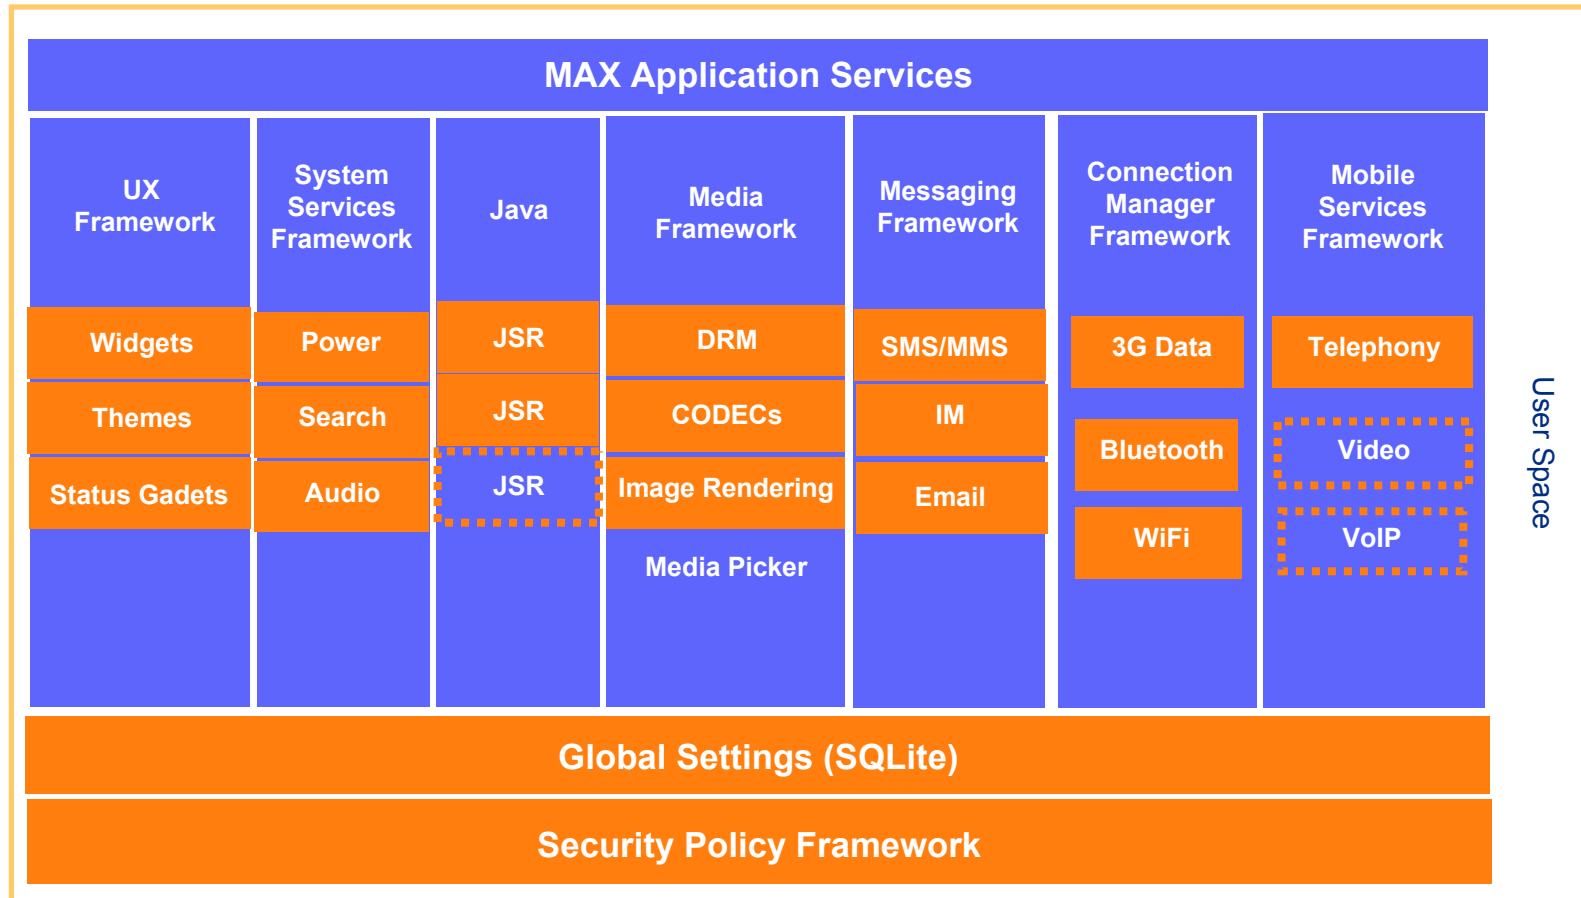 MAX Application Services
UX
Framework
System
Services
Framework
Java
Media
Framework
Messaging
Framework
Connection
Manager
Framework
Mobile
Services
Framework
Widgets
Power
JSR
DRM
SMS/MMS
3G Data
Telephony
Themes
Search
JSR
CODECs
IM
Bluetooth
Video
Status Gadets
Audio
JSR
Image Rendering
Email
WiFi
VoIP
Media Picker
User Space
Global Settings (SQLite)
Security Policy Framework